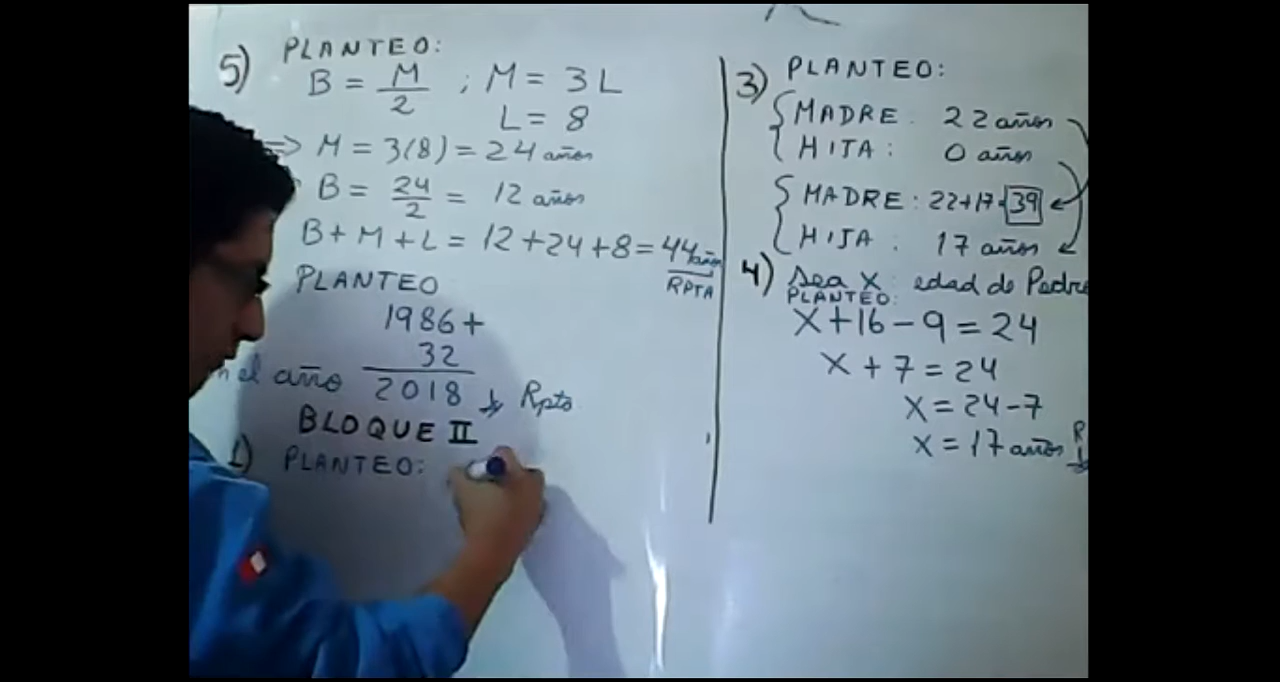 5) PLANTEO:
B = M/2 ; M = 3L
L = 8
=> M = 3(8) = 24 años
B = 24/2 = 12 años
B + M + L = 12 + 24 + 8 = 44 años
RPTA
PLANTEO
1986 +
32
el año 2018 Rpta
BLOQUE II
1) PLANTEO:
3) PLANTEO:
MADRE: 22 años
HIJA: 0 años
MADRE: 22+17=39
HIJA: 17 años
4) Sea X: edad de Pedro
PLANTEO:
X + 16 - 9 = 24
X + 7 = 24
X = 24 - 7
X = 17 años